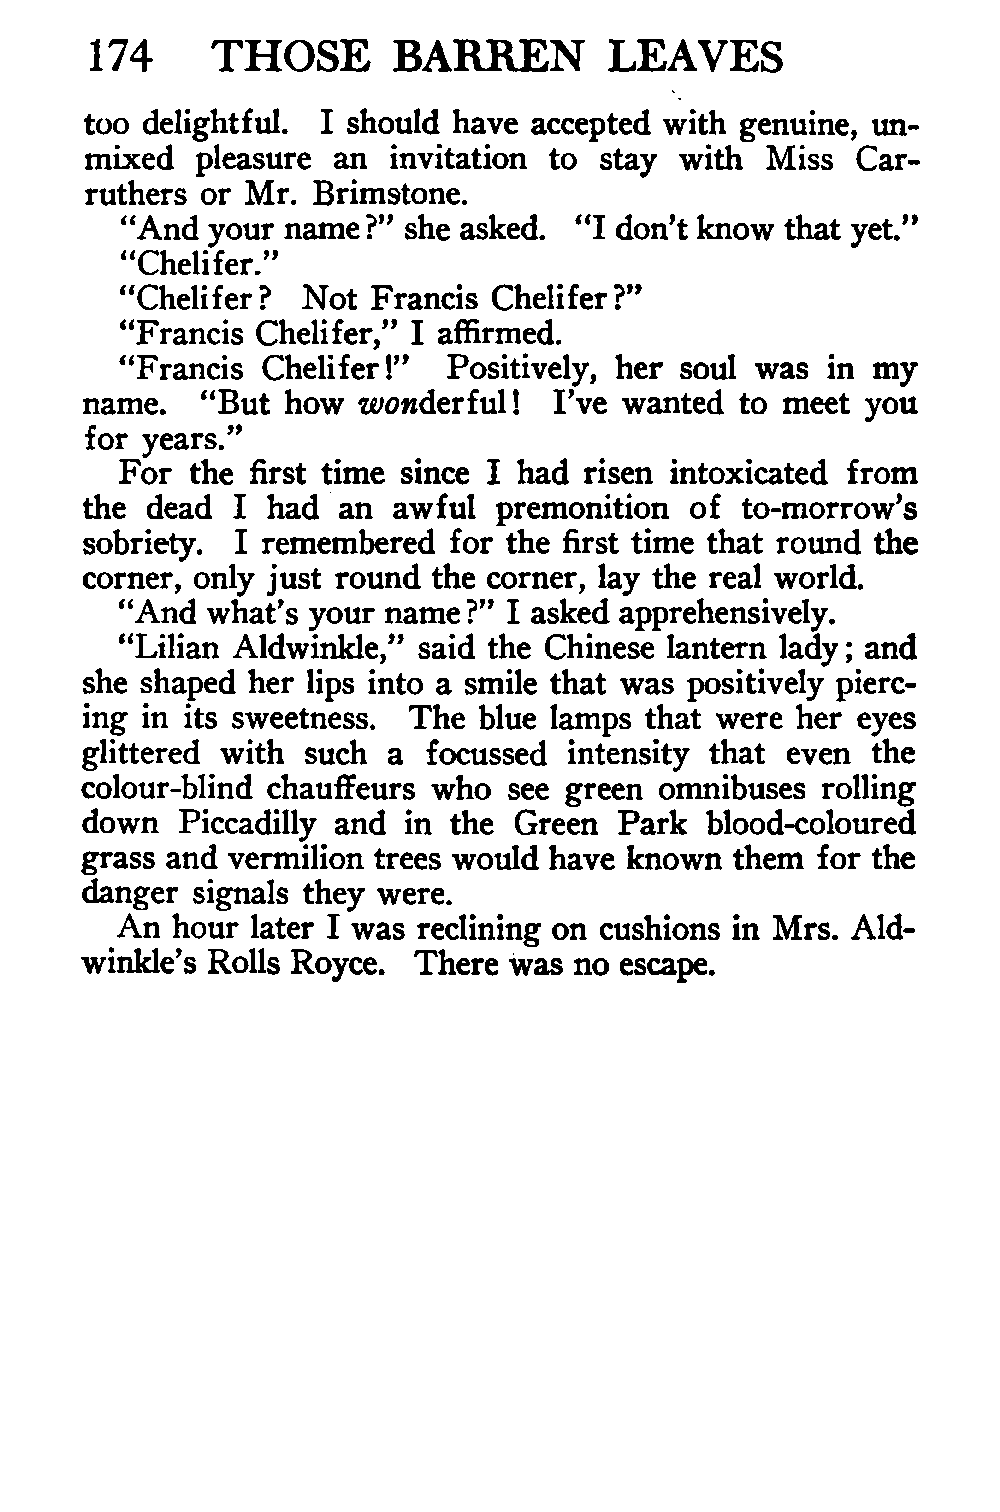 174 THOSE BARREN LEAVES
too delightful. I should have accepted with genuine, un-
mixed pleasure an invitation to stay with Miss Car-
ruthers or Mr. Brimstone.
“And your name?” she asked. “I don’t know that yet.”
“Chelifer.”
“Chelifer? Not Francis Chelifer?”
“Francis Chelifer,” I affirmed.
“Francis Chelifer!” Positively, her soul was in my
name. “But how wonderful! I’ve wanted to meet you
for years.”
For the first time since I had risen intoxicated from
the dead I had an awful premonition of to-morrow’s
sobriety. I remembered for the first time that round the
corner, only just round the corner, lay the real world.
“And what’s your name?” I asked apprehensively.
“Lilian Aldwinkle,” said the Chinese lantern lady; and
she shaped her lips into a smile that was positively pierc-
ing in its sweetness. The blue lamps that were her eyes
glittered with such a focussed intensity that even the
colour-blind chauffeurs who see green omnibuses rolling
down Piccadilly and in the Green Park blood-coloured
grass and vermilion trees would have known them for the
danger signals they were.
An hour later I was reclining on cushions in Mrs. Ald-
winkle’s Rolls Royce. There was no escape.